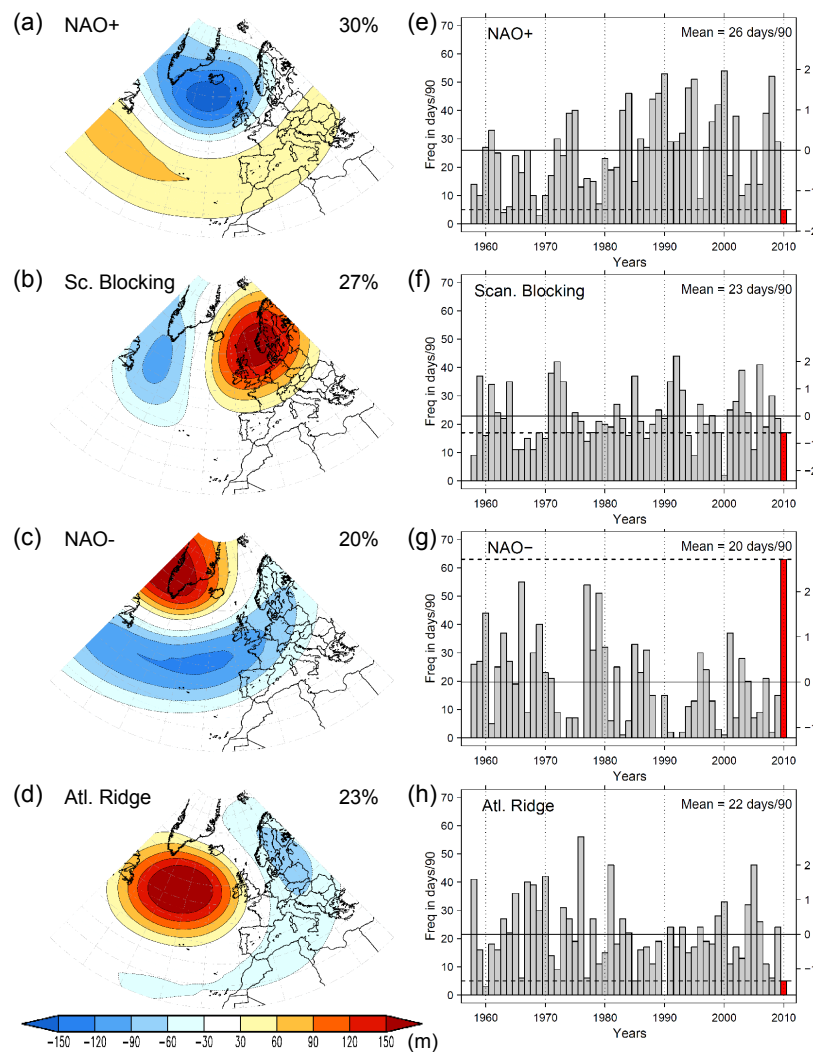 (a) NAO+ 30%
(e) NAO+ Mean = 26 days/90
70
60
50
40
30
20
10
0
Freq in days/90
2
1
0
−1
−2
1960 1970 1980 1990 2000 2010
Years
(b) Sc. Blocking 27%
(f) Scan. Blocking Mean = 23 days/90
70
60
50
40
30
20
10
0
Freq in days/90
2
1
0
−1
−2
1960 1970 1980 1990 2000 2010
Years
(c) NAO- 20%
(g) NAO− Mean = 20 days/90
70
60
50
40
30
20
10
0
Freq in days/90
2
1
0
−1
1960 1970 1980 1990 2000 2010
Years
(d) Atl. Ridge 23%
(h) Atl. Ridge Mean = 22 days/90
70
60
50
40
30
20
10
0
Freq in days/90
2
1
0
−1
1960 1970 1980 1990 2000 2010
Years
−150 −120 −90 −60 −30 30 60 90 120 150 (m)